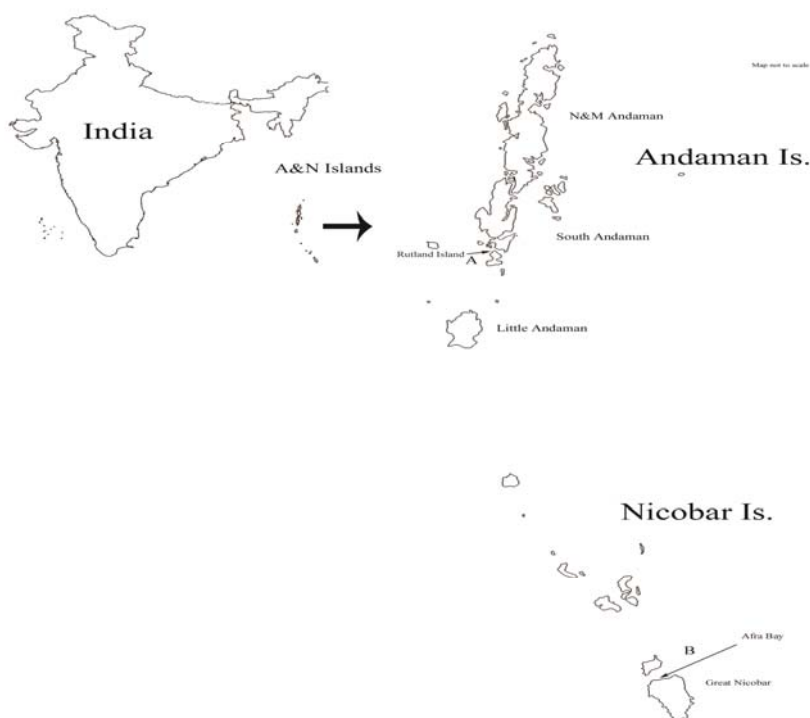 Map not to scale
N&M Andaman
India
Andaman Is.
A&N Islands
South Andaman
Rutland Island
A
Little Andaman
Nicobar Is.
Afra Bay
B
Great Nicobar